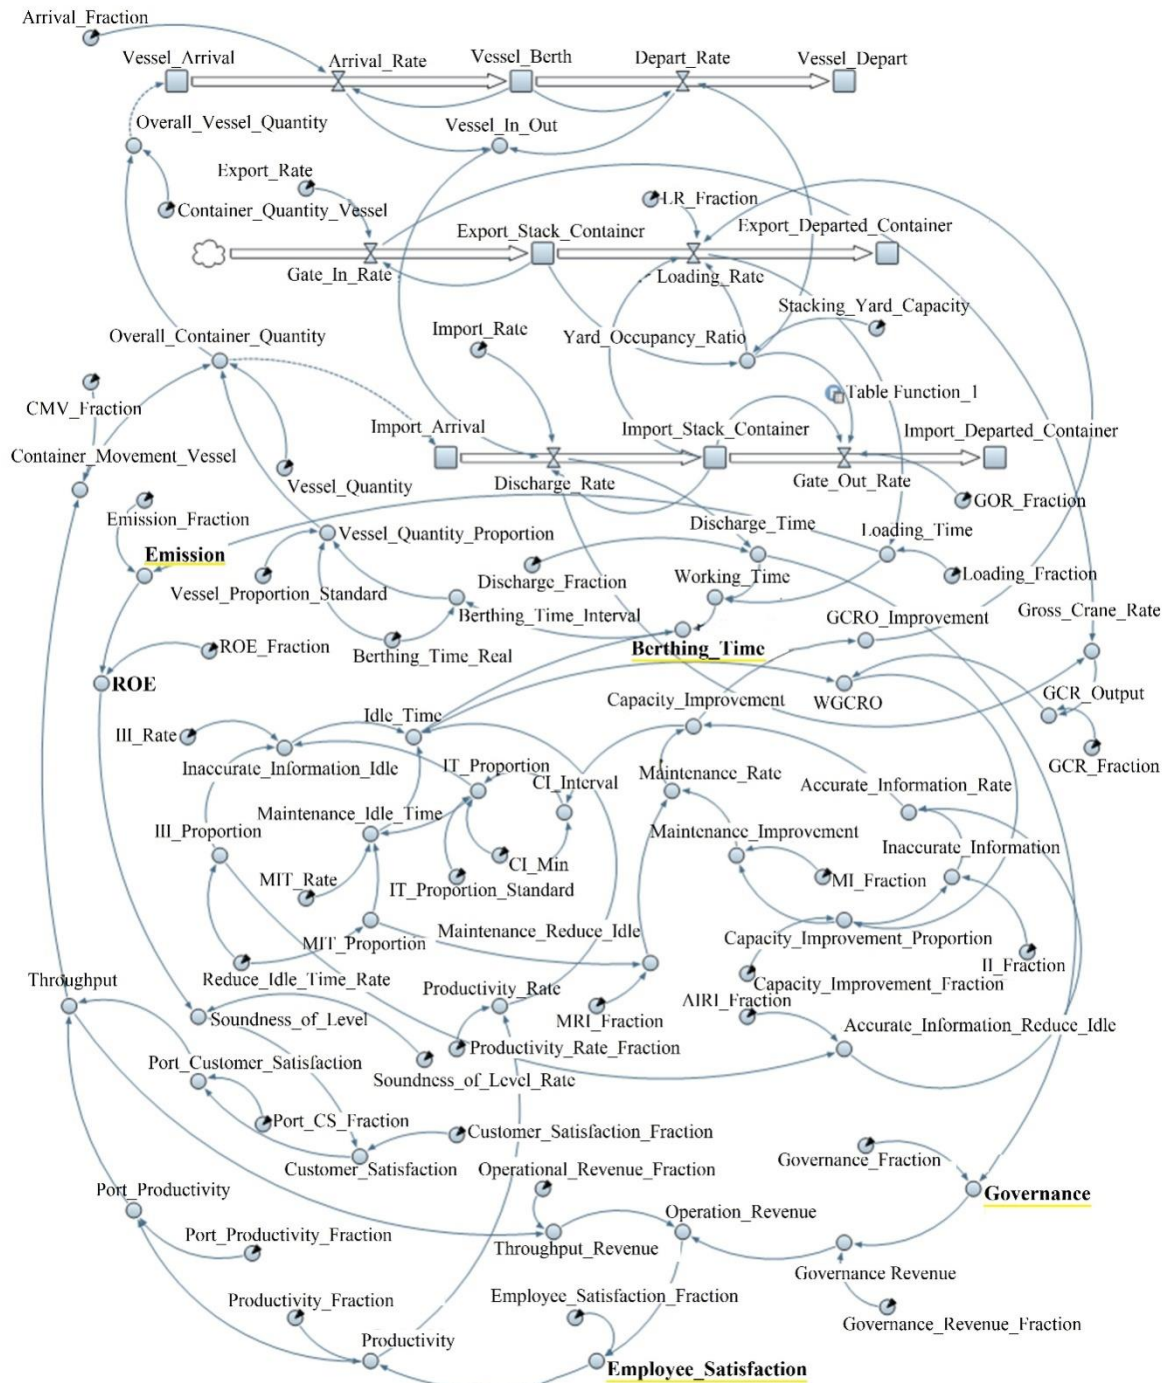 Arrival_Fraction
Vessel_Arrival
Arrival_Rate
Vessel_Berth
Depart_Rate
Vessel_Depart
Overall_Vessel_Quantity
Vessel_In_Out
Export_Rate
Container_Quantity_Vessel
LR_Fraction
Export_Stack_Container
Export_Departed_Container
Gate_In_Rate
Loading_Rate
Stacking_Yard_Capacity
Overall_Container_Quantity
Import_Rate
Yard_Occupancy_Ratio
CMV_Fraction
Table Function_1
Import_Arrival
Import_Stack_Container
Import_Departed_Container
Container_Movement_Vessel
Vessel_Quantity
Discharge_Rate
Gate_Out_Rate
GOR_Fraction
Emission_Fraction
Vessel_Quantity_Proportion
Discharge_Time
Loading_Time
Emission
Vessel_Proportion_Standard
Discharge_Fraction
Working_Time
Loading_Fraction
Berthing_Time_Interval
GCRO_Improvement
Gross_Crane_Rate
ROE_Fraction
Berthing_Time_Real
Berthing_Time
ROE
WGCRO
GCR_Output
Idle_Time
Capacity_Improvement
III_Rate
Inaccurate_Information_Idle
IT_Proportion
CI_Interval
Maintenance_Rate
Accurate_Information_Rate
GCR_Fraction
Maintenance_Idle_Time
III_Proportion
Maintenance_Improvement
Inaccurate_Information
CI_Min
MIT_Rate
IT_Proportion_Standard
MI_Fraction
MIT_Proportion
Maintenance_Reduce_Idle
Capacity_Improvement_Proportion
Throughput
Reduce_Idle_Time_Rate
II_Fraction
Capacity_Improvement_Fraction
Productivity_Rate
MRI_Fraction
AIRI_Fraction
Soundness_of_Level
Accurate_Information_Reduce_Idle
Productivity_Rate_Fraction
Port_Customer_Satisfaction
Soundness_of_Level_Rate
Port_CS_Fraction
Customer_Satisfaction_Fraction
Customer_Satisfaction
Operational_Revenue_Fraction
Governance_Fraction
Port_Productivity
Governance
Operation_Revenue
Port_Productivity_Fraction
Throughput_Revenue
Governance Revenue
Productivity_Fraction
Employee_Satisfaction_Fraction
Governance_Revenue_Fraction
Productivity
Employee_Satisfaction